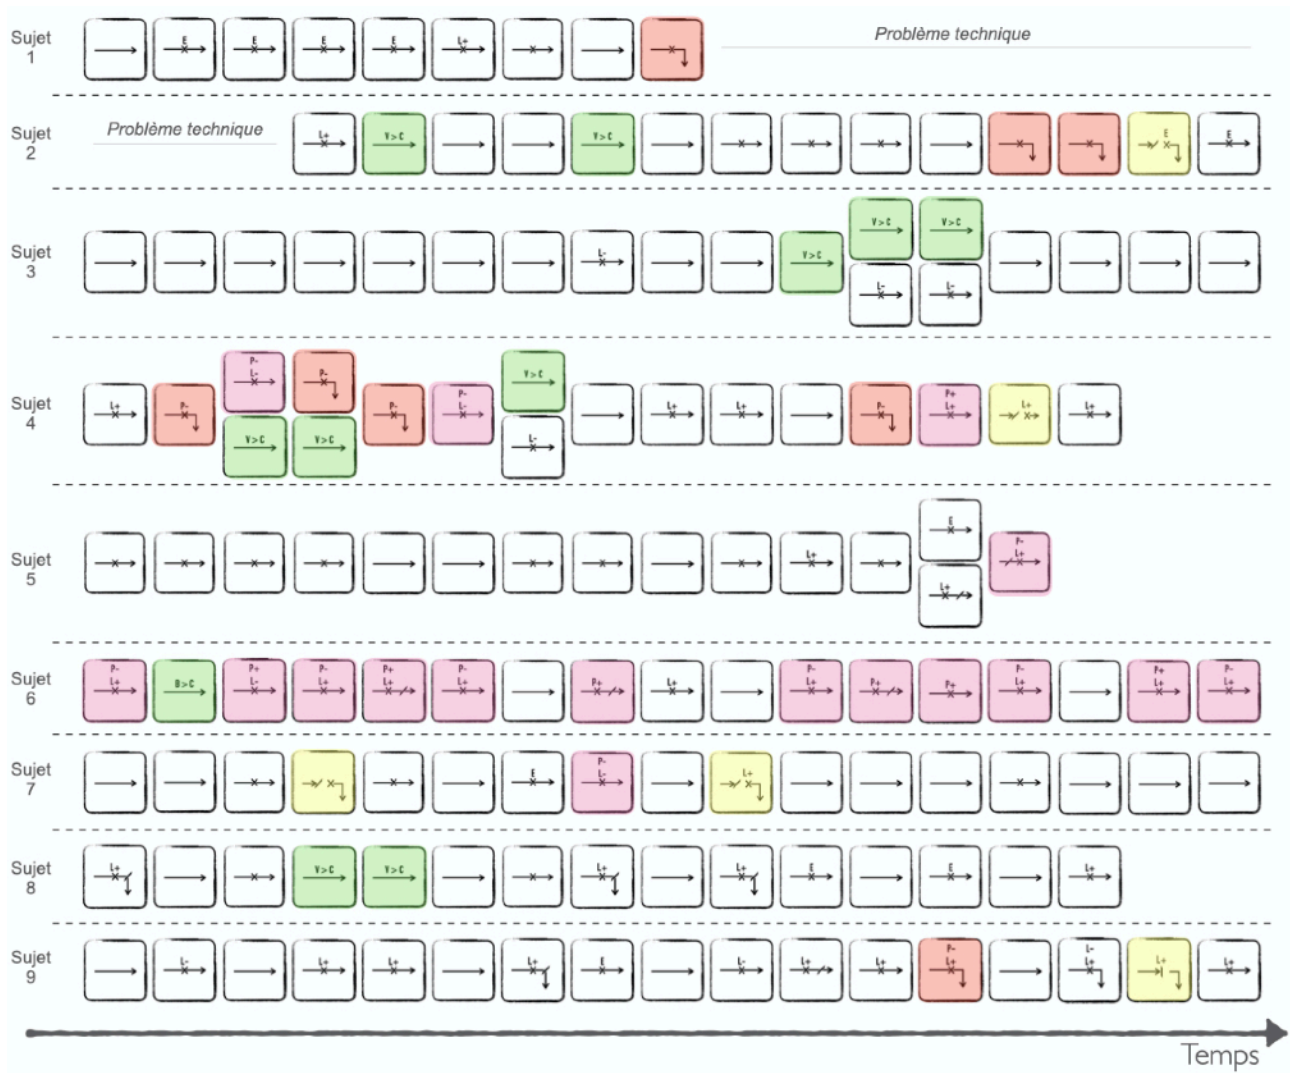 Sujet
1
E E E E L+
Problème technique
Sujet
2
Problème technique
L+ V>C V>C E E
Sujet
3
L- V>C V>C V>C
L- L-
Sujet
4
L+ P- P- L- P- P- P- L- V>C L+ L+ P- P+ L+ L+ L+
V>C V>C L-
Sujet
5
L+ E P- L+
L+
Sujet
6
P- L+ B>C P+ L- P- L+ P+ L+ P- L+ P+ L+ P- L+ P+ P+ P- L+ P+ L+ P- L+
Sujet
7
E P- L- L+
Sujet
8
L+ V>C V>C L+ L+ E E L+
Sujet
9
L- L+ L+ L+ E L- L+ L+ P- L+ L- L+ L+
Temps